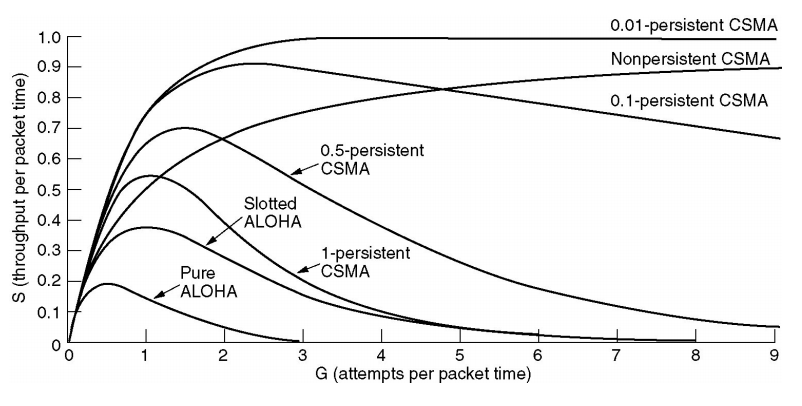 0.01-persistent CSMA
Nonpersistent CSMA
0.1-persistent CSMA
0.5-persistent
CSMA
Slotted
ALOHA
1-persistent
CSMA
Pure
ALOHA
S (throughput per packet time)
1.0
0.9
0.8
0.7
0.6
0.5
0.4
0.3
0.2
0.1
0
0 1 2 3 4 5 6 7 8 9
G (attempts per packet time)